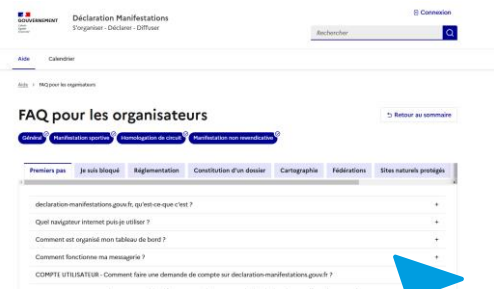 GOUVERNEMENT
Déclaration Manifestations
S'organiser - Déclarer - Diffuser
Connexion
Rechercher
Aide
Calendrier
Aide > FAQ pour les organisateurs
FAQ pour les organisateurs
Retour au sommaire
Général Manifestation sportive Homologation de circuit Manifestation non revendicative
Premiers pas Je suis bloqué Réglementation Constitution d'un dossier Cartographie Fédérations Sites naturels protégés
declaration-manifestations.gouv.fr, qu'est-ce-que c'est ?
Quel navigateur internet puis-je utiliser ?
Comment est organisé mon tableau de bord ?
Comment fonctionne ma messagerie ?
COMPTE UTILISATEUR - Comment faire une demande de compte sur declaration-manifestations.gouv.fr ?